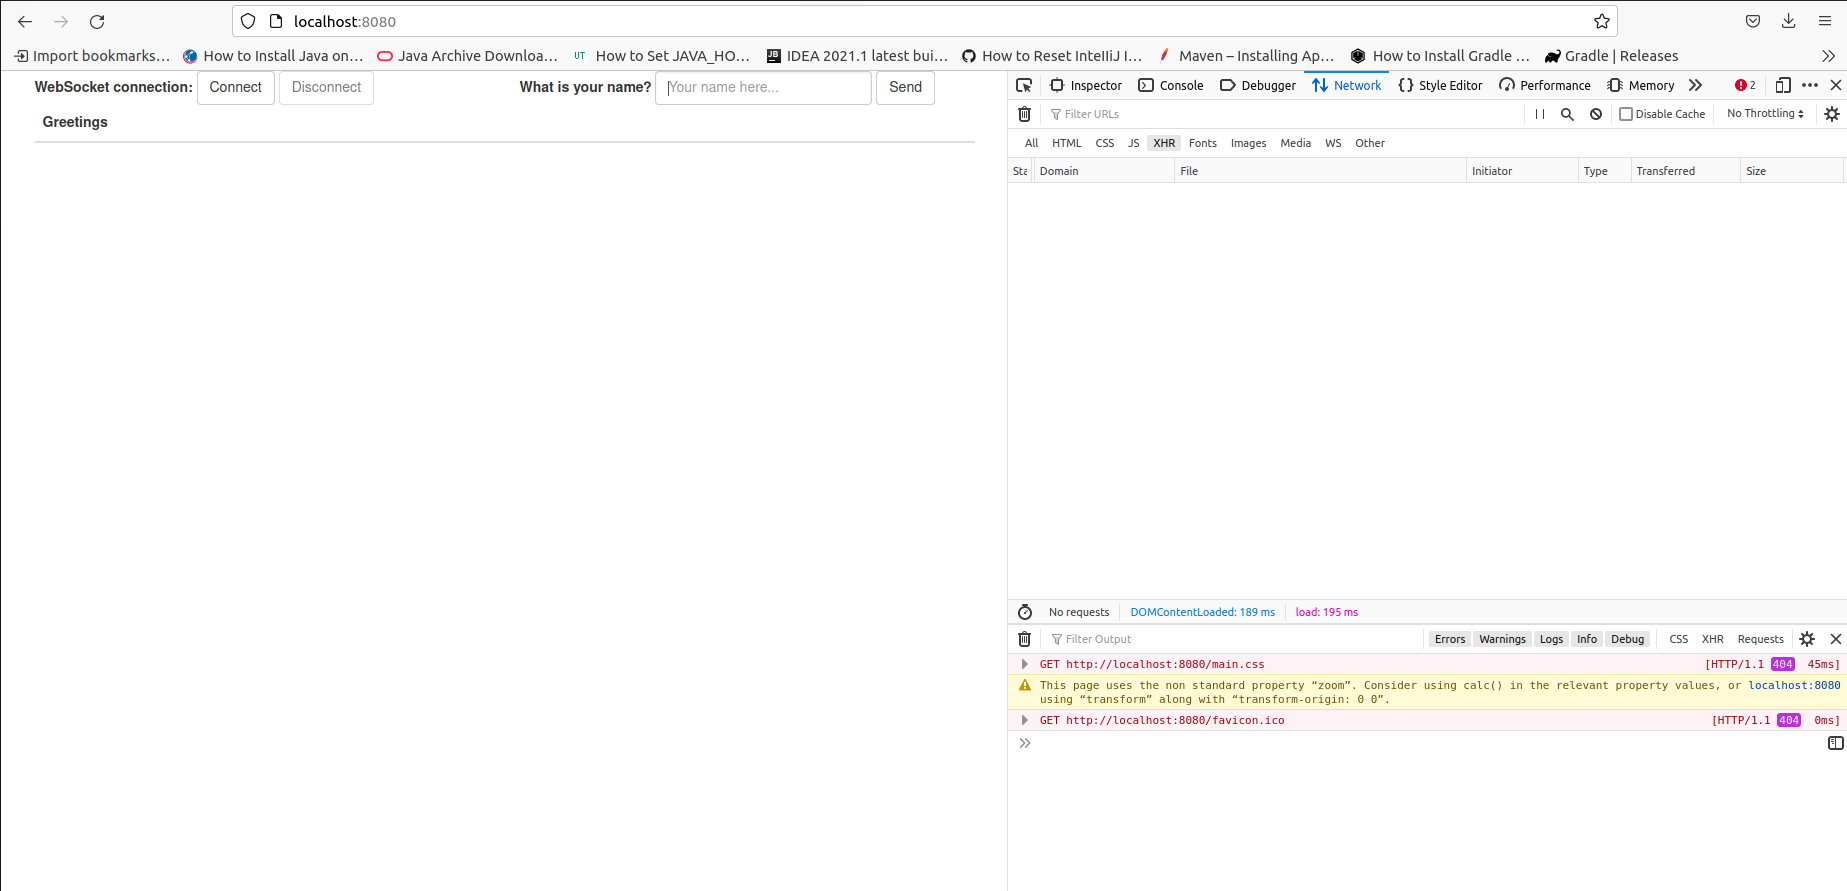 localhost:8080
Import bookmarks... How to Install Java on... Java Archive Downloa... UT How to Set JAVA_HO... JB IDEA 2021.1 latest bui... How to Reset InteIIiJ I... Maven – Installing Ap... How to Install Gradle ... Gradle | Releases
WebSocket connection: Connect Disconnect What is your name? Your name here... Send
Greetings
Inspector Console Debugger Network Style Editor Performance Memory 2
Filter URLs Disable Cache No Throttling
All HTML CSS JS XHR Fonts Images Media WS Other
Sta Domain File Initiator Type Transferred Size
No requests DOMContentLoaded: 189 ms load: 195 ms
Filter Output Errors Warnings Logs Info Debug CSS XHR Requests
GET http://localhost:8080/main.css [HTTP/1.1 404 45ms]
This page uses the non standard property “zoom”. Consider using calc() in the relevant property values, or localhost:8080
using “transform” along with “transform-origin: 0 0”.
GET http://localhost:8080/favicon.ico [HTTP/1.1 404 0ms]